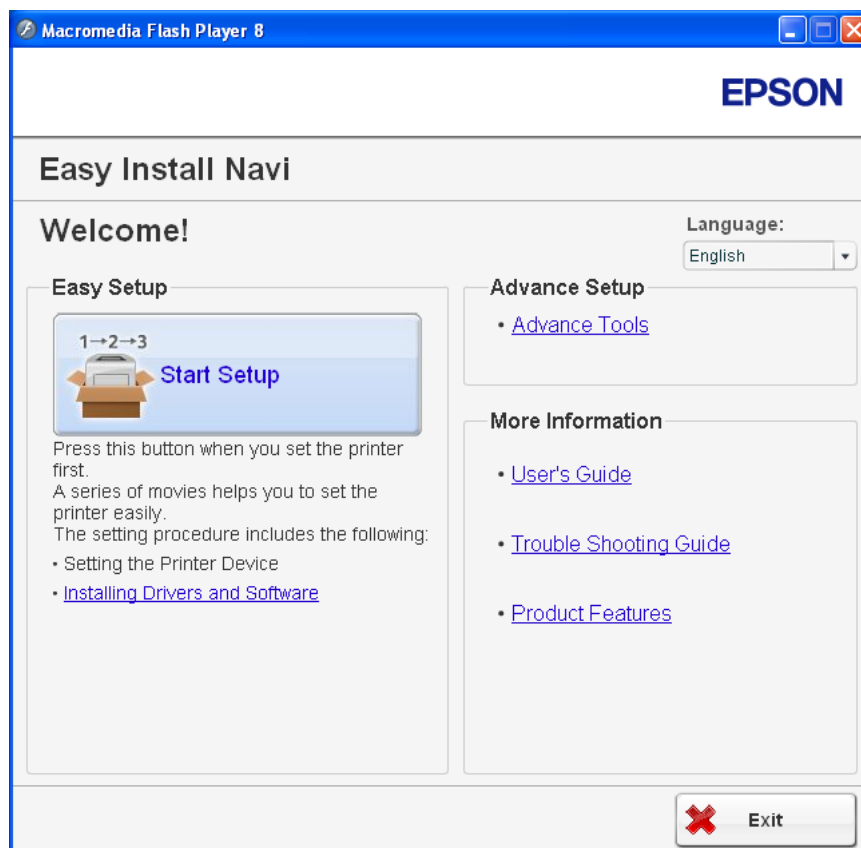 Macromedia Flash Player 8
EPSON
Easy Install Navi
Welcome!
Language:
English
Easy Setup
1→2→3
Start Setup
Press this button when you set the printer
first.
A series of movies helps you to set the
printer easily.
The setting procedure includes the following:
• Setting the Printer Device
• Installing Drivers and Software
Advance Setup
• Advance Tools
More Information
• User's Guide
• Trouble Shooting Guide
• Product Features
Exit